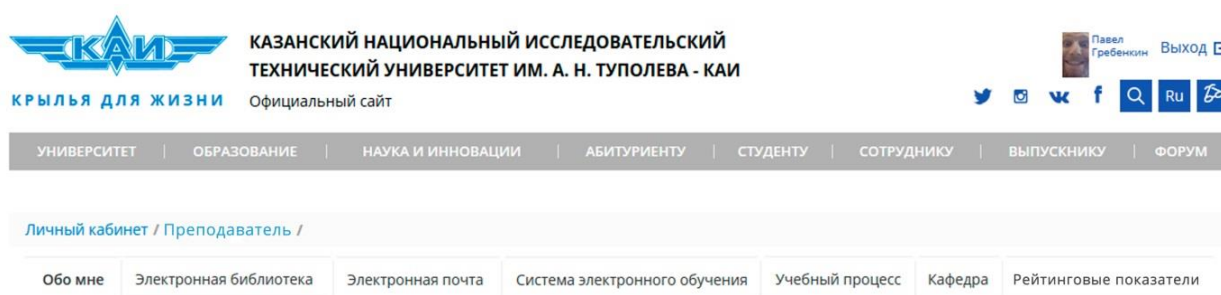 КАИ
КРЫЛЬЯ ДЛЯ ЖИЗНИ
КАЗАНСКИЙ НАЦИОНАЛЬНЫЙ ИССЛЕДОВАТЕЛЬСКИЙ
ТЕХНИЧЕСКИЙ УНИВЕРСИТЕТ ИМ. А. Н. ТУПОЛЕВА - КАИ
Официальный сайт
Павел
Гребенкин
Выход
Ru
УНИВЕРСИТЕТ | ОБРАЗОВАНИЕ | НАУКА И ИННОВАЦИИ | АБИТУРИЕНТУ | СТУДЕНТУ | СОТРУДНИКУ | ВЫПУСКНИКУ | ФОРУМ
Личный кабинет / Преподаватель /
Обо мне Электронная библиотека Электронная почта Система электронного обучения Учебный процесс Кафедра Рейтинговые показатели